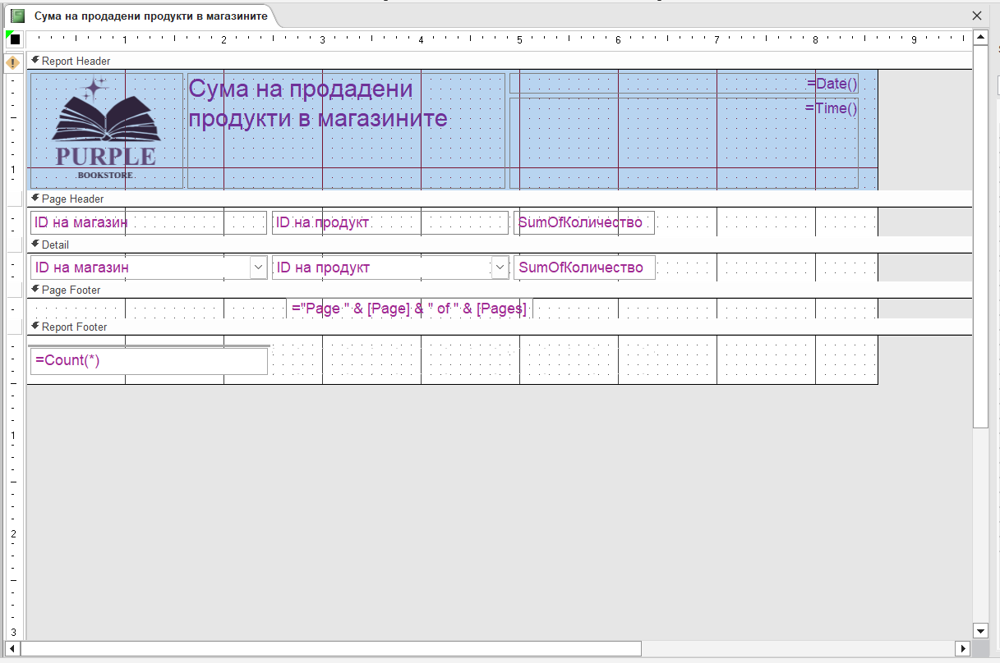 Сума на продадени продукти в магазините
1 2 3 4 5 6 7 8 9
Report Header
Сума на продадени
продукти в магазините
=Date()
=Time()
PURPLE
BOOKSTORE
1
Page Header
ID на магазин ID на продукт SumOfКоличество
Detail
ID на магазин ID на продукт SumOfКоличество
Page Footer
="Page " & [Page] & " of " & [Pages]
Report Footer
=Count(*)
1
2
3